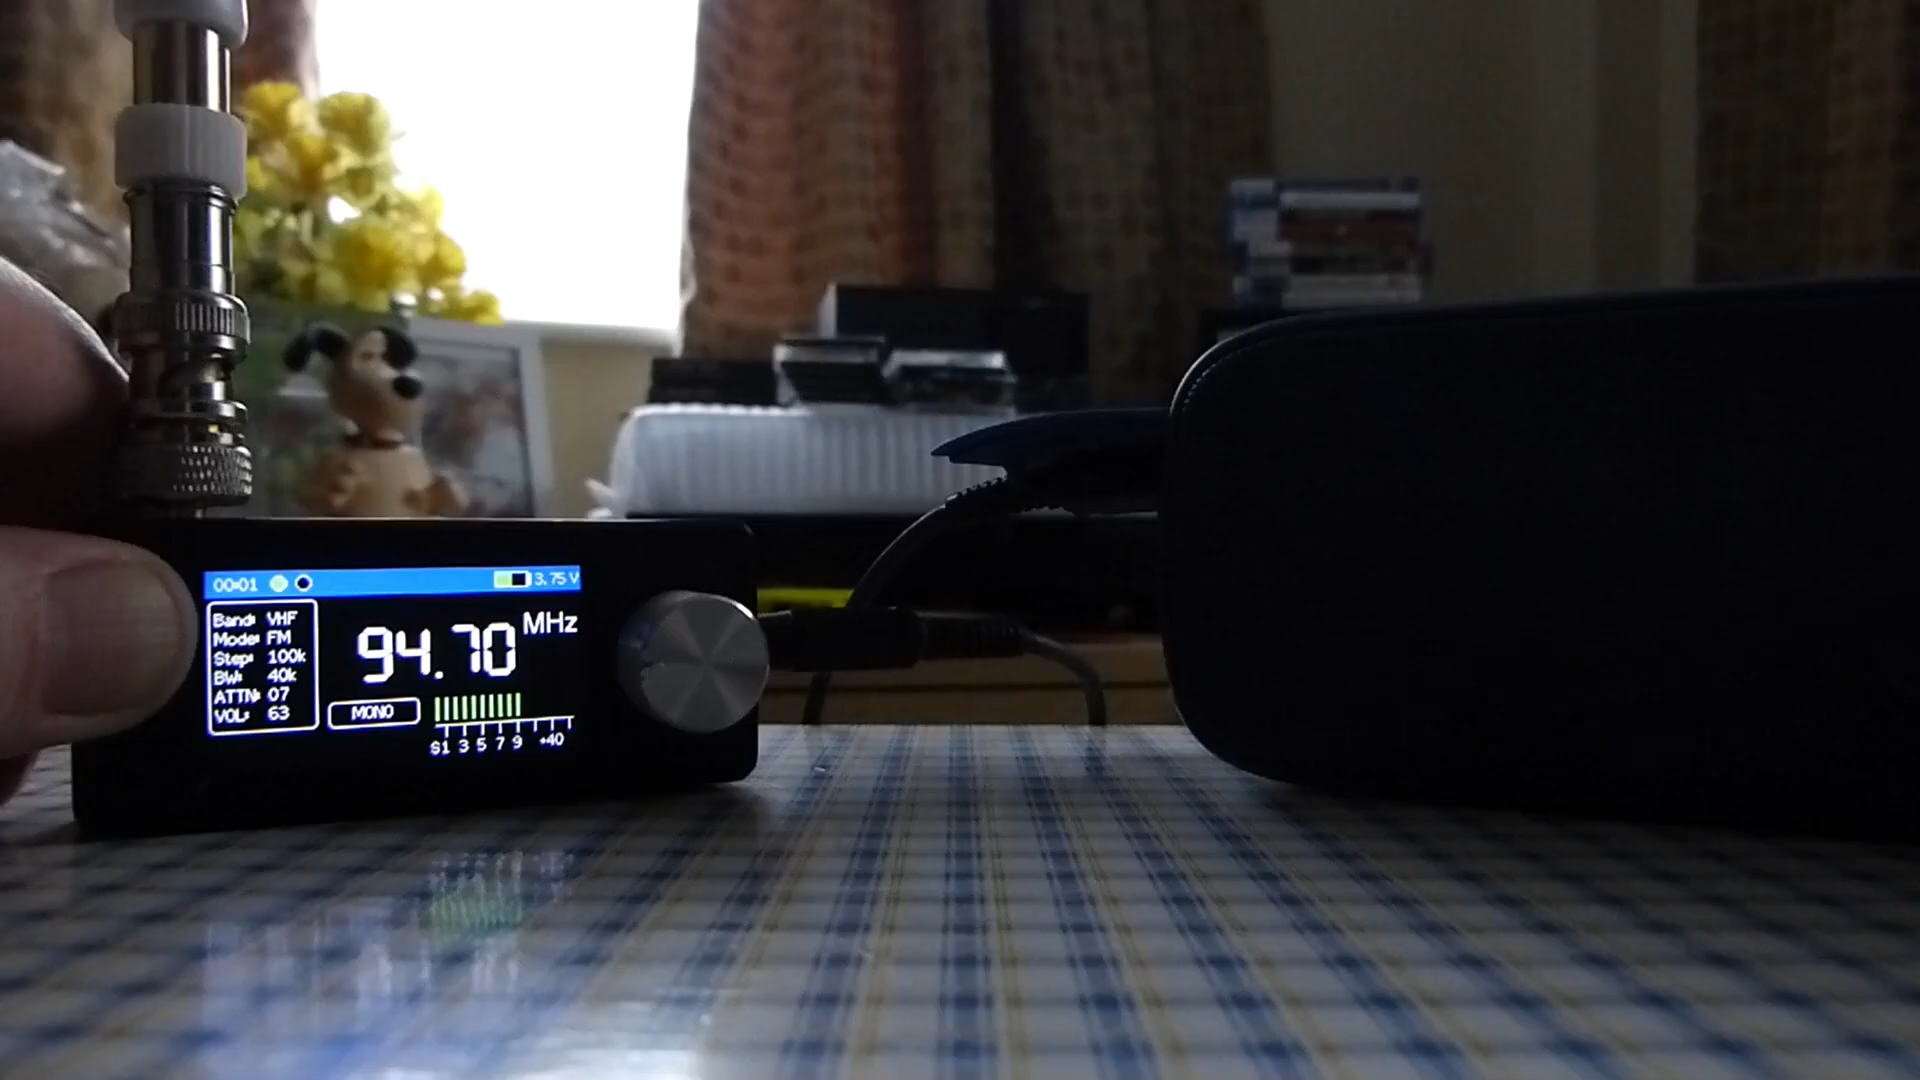 00:01 3.75 V
Band: VHF
Mode: FM
Step: 100k
BW: 40k
ATTN: 07
VOL: 63
94.70 MHz
MONO
S1 3 5 7 9 +40